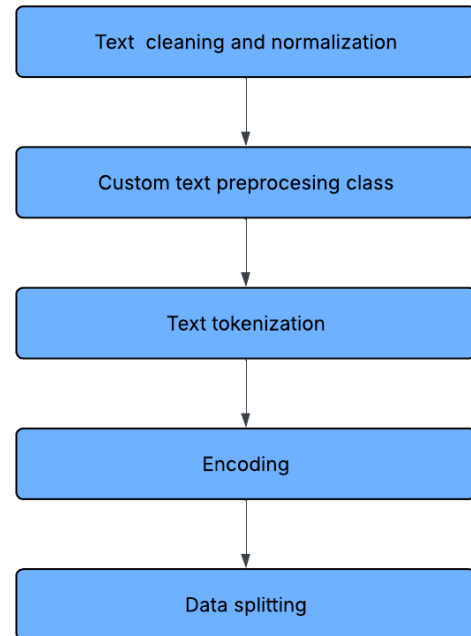 Text  cleaning and normalization
Custom text preprocesing class
Text tokenization
Encoding
Data splitting